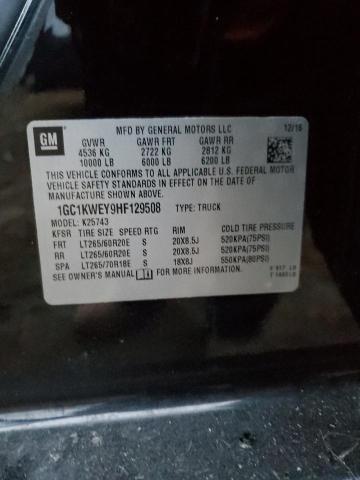 GM
MFD BY GENERAL MOTORS LLC 12/16
GVWR GAWR FRT GAWR RR
4536 KG 2722 KG 2812 KG
10000 LB 6000 LB 6200 LB
THIS VEHICLE CONFORMS TO ALL APPLICABLE U.S. FEDERAL MOTOR
VEHICLE SAFETY STANDARDS IN EFFECT ON THE DATE OF
MANUFACTURE SHOWN ABOVE.
1GC1KWEY9HF129508 TYPE: TRUCK
MODEL: K25743
KFSR TIRE SIZE SPEED RTG RIM COLD TIRE PRESSURE
FRT LT265/60R20E S 20X8.5J 520KPA(75PSI)
RR LT265/60R20E S 20X8.5J 520KPA(75PSI)
SPA LT265/70R18E S 18X8J 550KPA(80PSI)
SEE OWNER'S MANUAL FOR MORE INFORMATION.